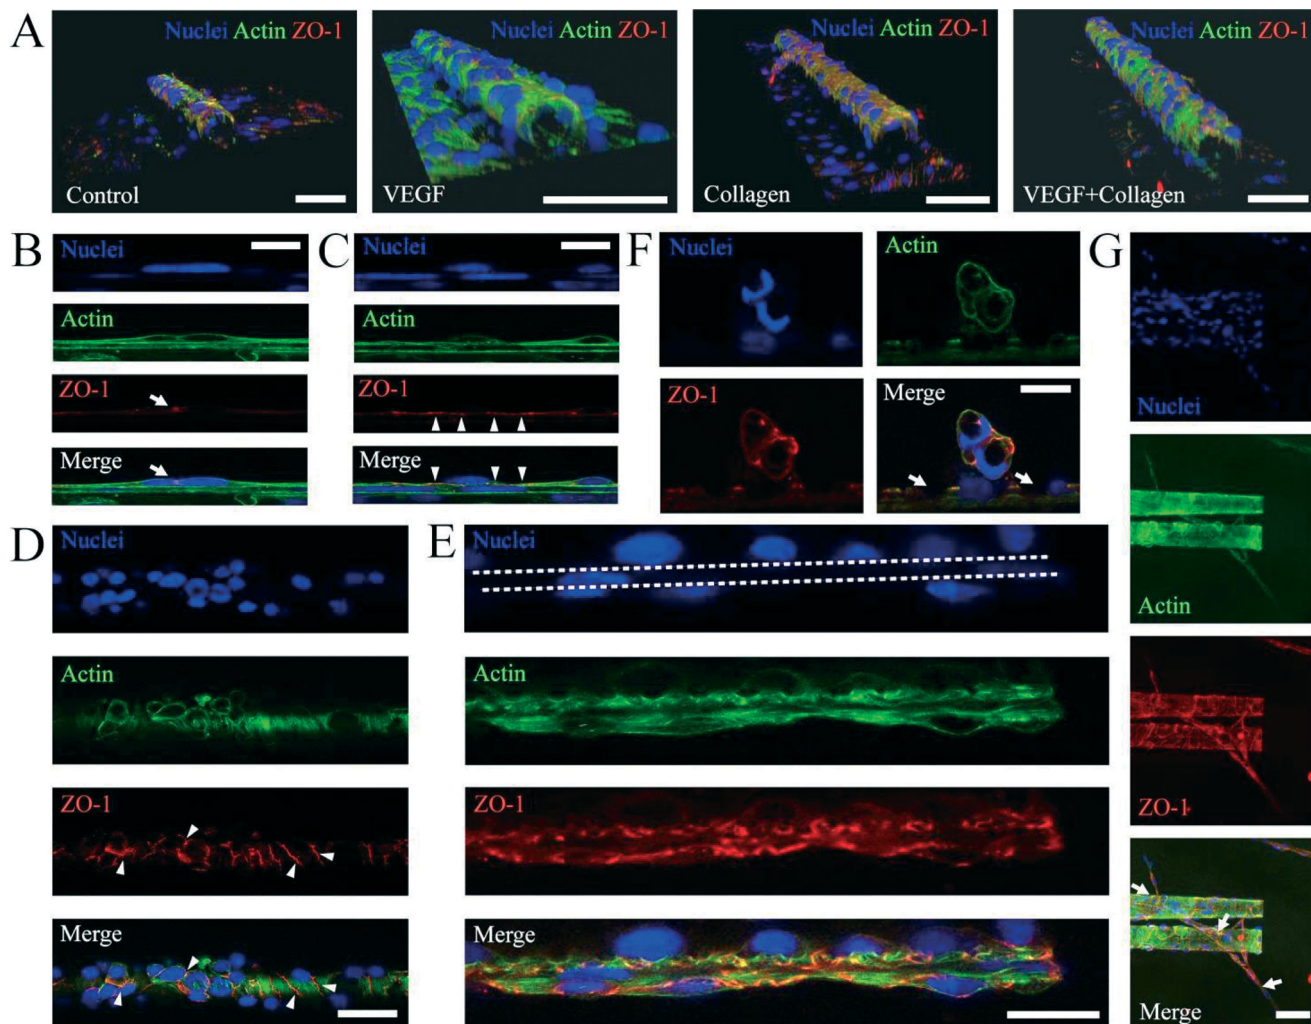 A
Nuclei Actin ZO-1
Control
Nuclei Actin ZO-1
VEGF
Nuclei Actin ZO-1
Collagen
Nuclei Actin ZO-1
VEGF+Collagen
B
Nuclei
Actin
ZO-1
Merge
C
Nuclei
Actin
ZO-1
Merge
F
Nuclei
Actin
ZO-1
Merge
G
Nuclei
Actin
ZO-1
Merge
D
Nuclei
Actin
ZO-1
Merge
E
Nuclei
Actin
ZO-1
Merge